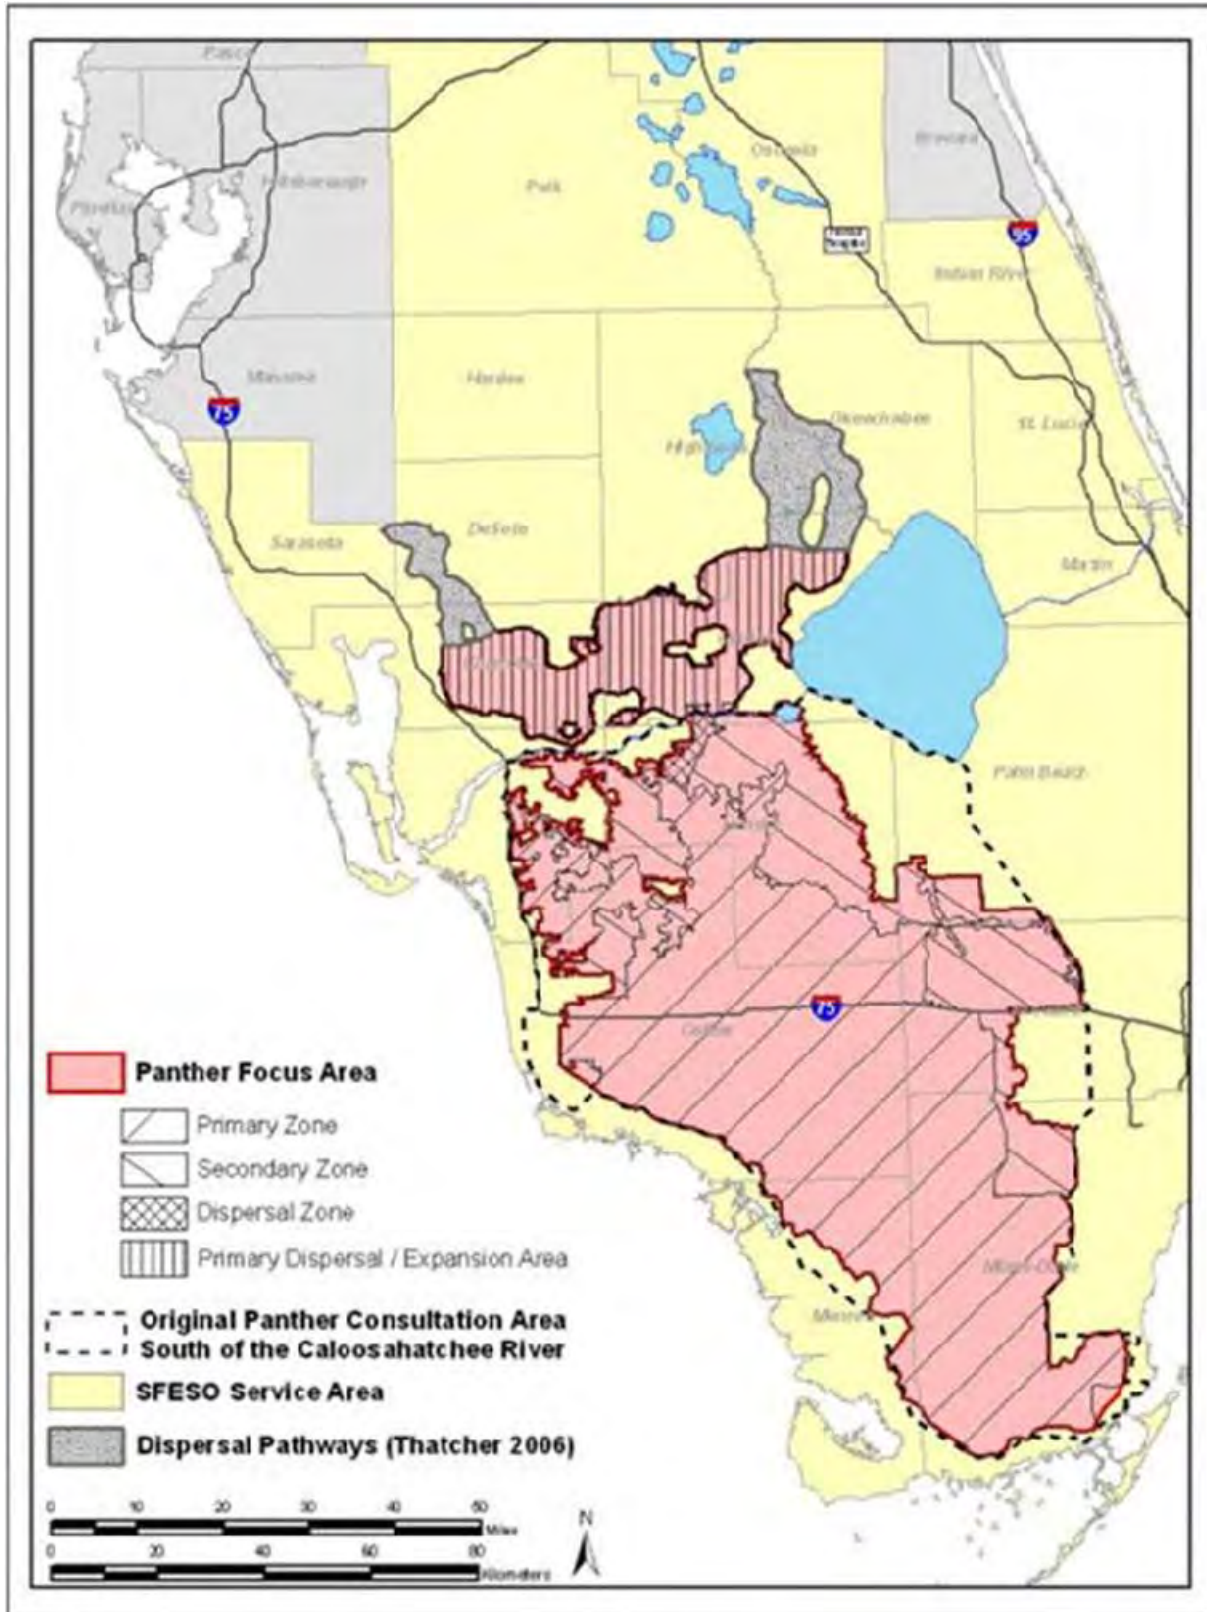 Pasco
Osceola
Brevard
Hillsborough
Polk
Pinellas
95
Indian River
Manatee
Hardee
75
Okeechobee
St. Lucie
DeSoto
Sarasota
Martin
Palm Beach
75
Collier
Panther Focus Area
Primary Zone
Secondary Zone
Dispersal Zone
Primary Dispersal / Expansion Area
Miami-Dade
Monroe
Original Panther Consultation Area
South of the Caloosahatchee River
SFESO Service Area
Dispersal Pathways (Thatcher 2006)
0 10 20 30 40 50
Miles
0 20 40 60 80
Kilometers
N